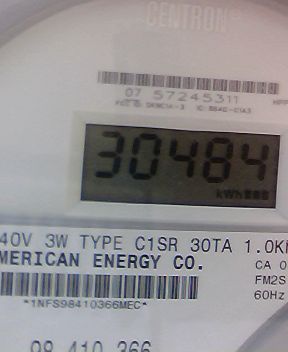 CENTRON®
07 57245311
30484
kWh
40V 3W TYPE C1SR 30TA 1.0K
MERICAN ENERGY CO.
CA 0
FM2S
60Hz
*1NFS98410366MEC*
98 410 366